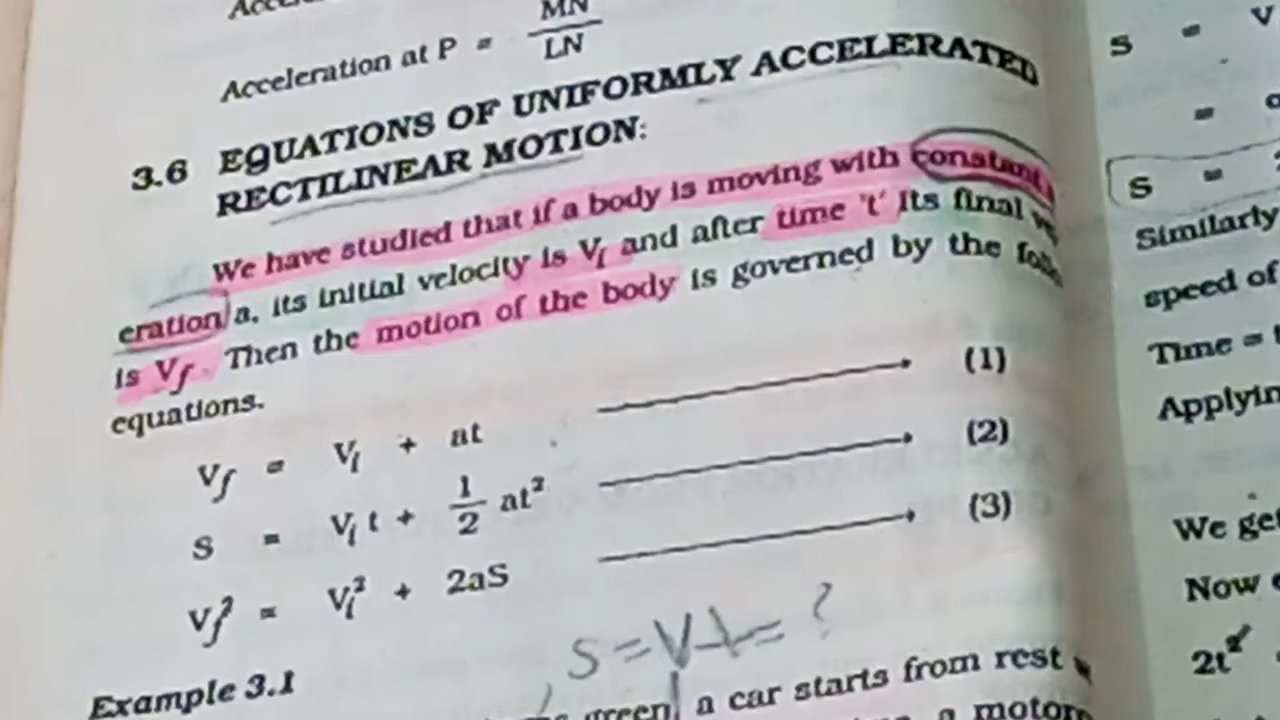 Acceleration at P = MN / LN
3.6 EQUATIONS OF UNIFORMLY ACCELERATED
RECTILINEAR MOTION:
We have studied that if a body is moving with constant
eration a, its initial velocity is Vi and after time 't' its final
is Vf. Then the motion of the body is governed by the
equations.
Vf = Vi + at (1)
S = Vi t + 1/2 at² (2)
Vf² = Vi² + 2aS (3)
S = Vt = ?
Example 3.1
green a car starts from rest
a motor
S = V
=
S =
Similarly
speed of
Time =
Applyin
We get
Now
2t²